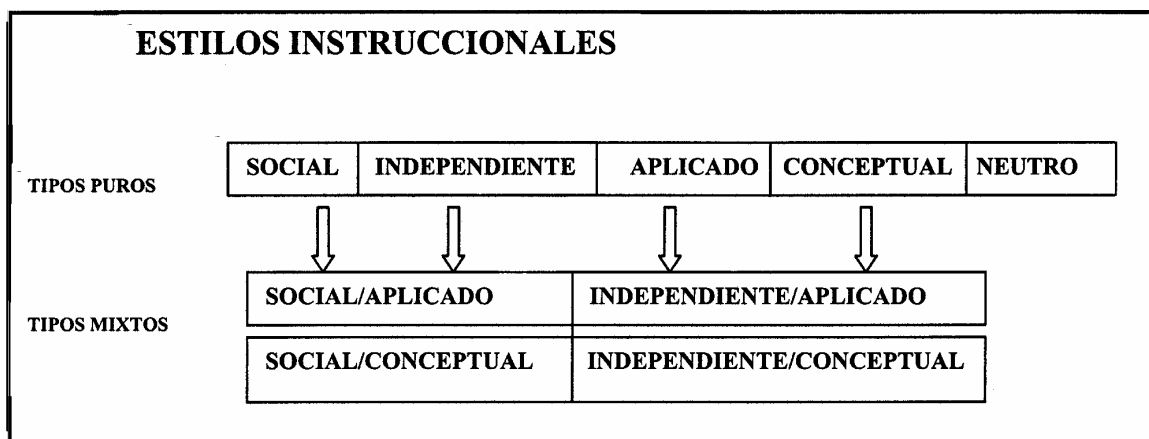 ESTILOS INSTRUCCIONALES
TIPOS PUROS
SOCIAL INDEPENDIENTE APLICADO CONCEPTUAL NEUTRO
TIPOS MIXTOS
SOCIAL/APLICADO INDEPENDIENTE/APLICADO
SOCIAL/CONCEPTUAL INDEPENDIENTE/CONCEPTUAL